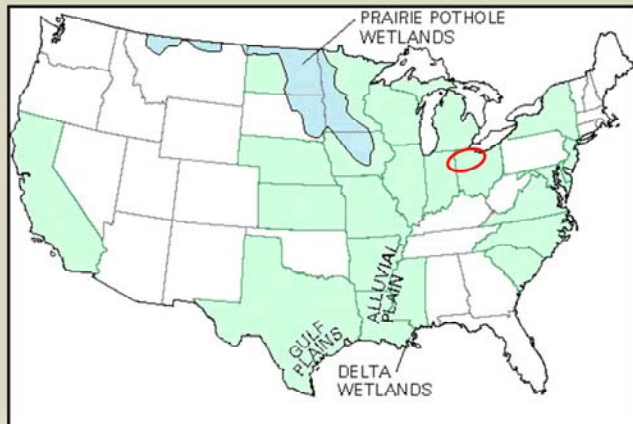 PRAIRIE POTHOLE
WETLANDS
ALLUVIAL
PLAIN
GULF
PLAINS
DELTA
WETLANDS